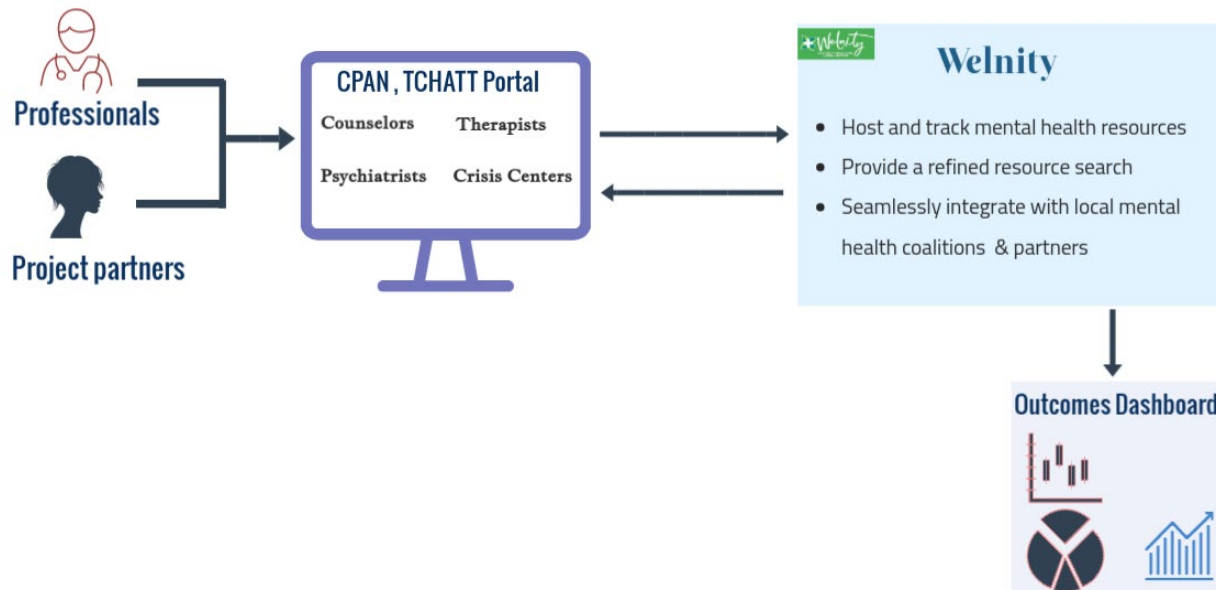 Professionals
Project partners
CPAN , TCHATT Portal
Counselors Therapists
Psychiatrists Crisis Centers
Welnity
Welnity
• Host and track mental health resources
• Provide a refined resource search
• Seamlessly integrate with local mental
health coalitions & partners
Outcomes Dashboard